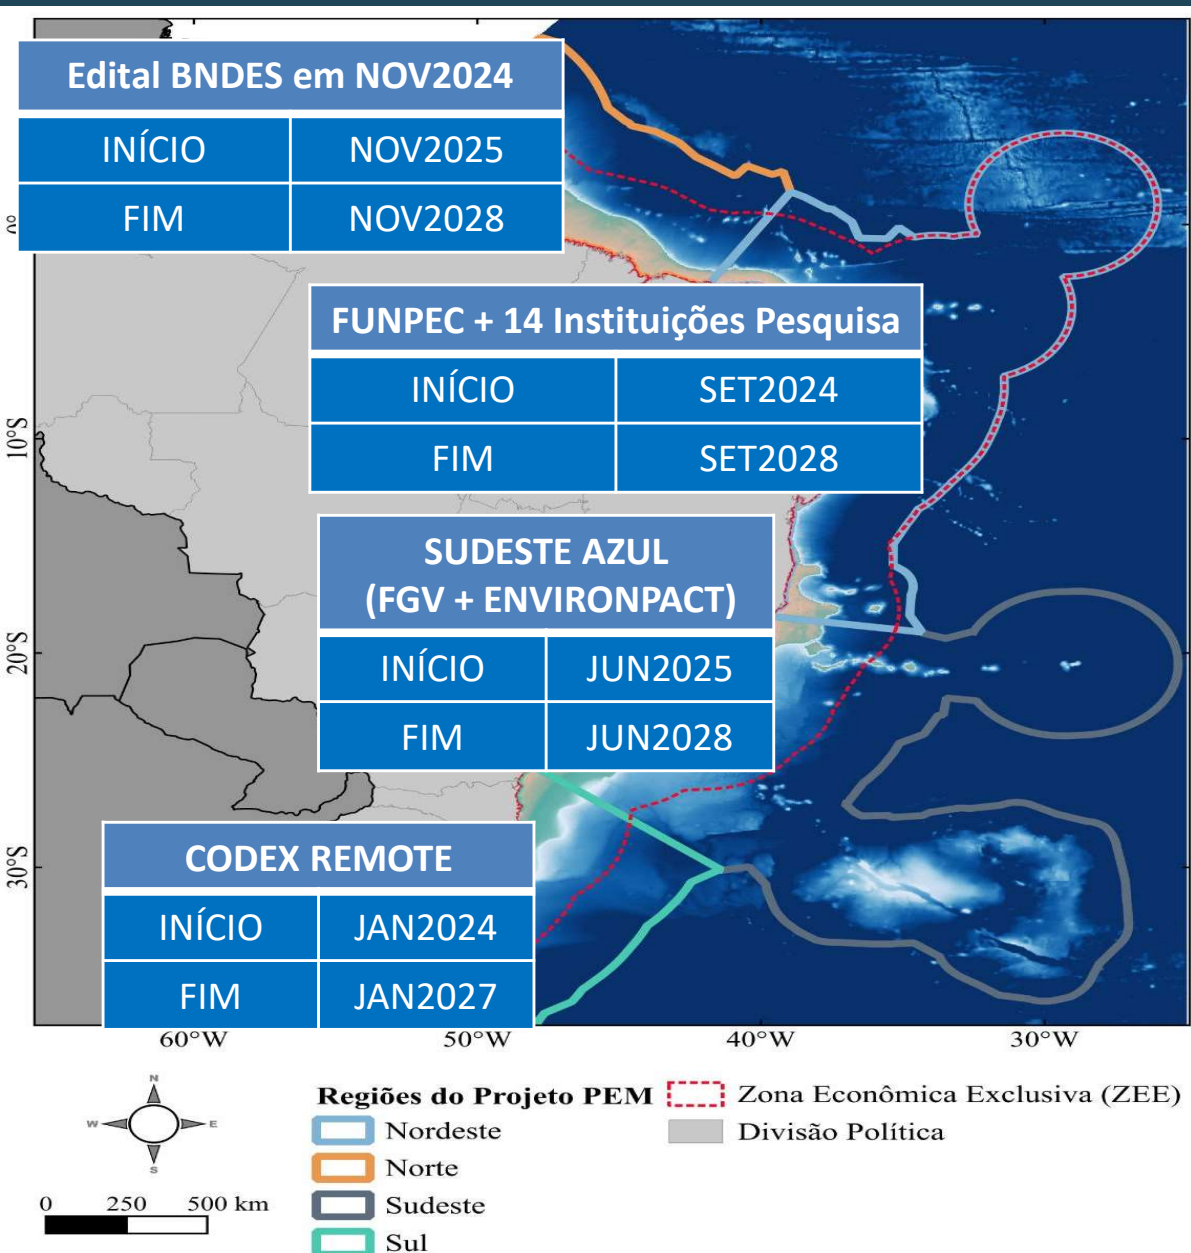 Edital BNDES em NOV2024
INÍCIO NOV2025
FIM NOV2028
0°
FUNPEC + 14 Instituições Pesquisa
INÍCIO SET2024
FIM SET2028
10°S
SUDESTE AZUL
(FGV + ENVIRONPACT)
INÍCIO JUN2025
FIM JUN2028
20°S
CODEX REMOTE
INÍCIO JAN2024
FIM JAN2027
30°S
60°W 50°W 40°W 30°W
N
W E
S
0 250 500 km
Regiões do Projeto PEM
Nordeste
Norte
Sudeste
Sul
Zona Econômica Exclusiva (ZEE)
Divisão Política